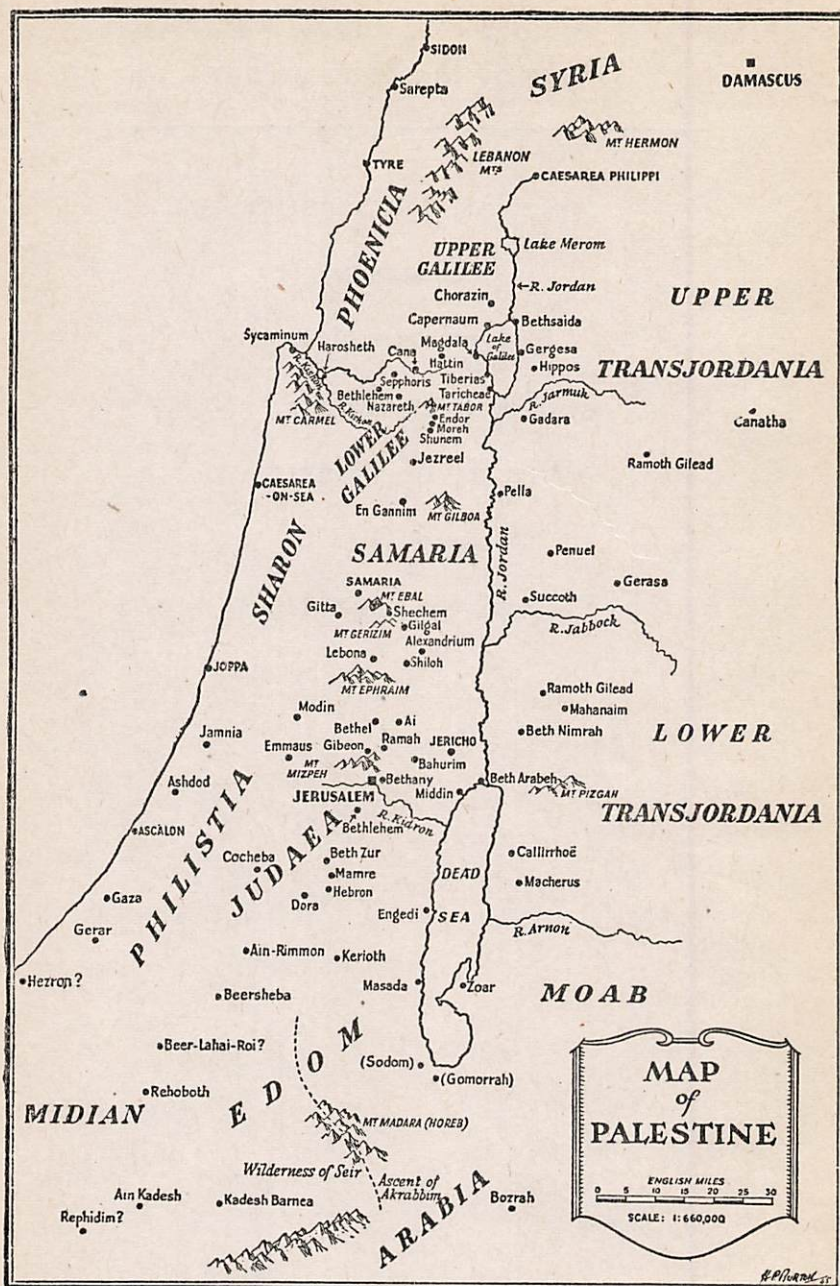 SIDON
SYRIA
DAMASCUS
Sarepta
MT HERMON
LEBANON
MTS
TYRE
CAESAREA PHILIPPI
PHOENICIA
UPPER
GALILEE
Lake Merom
R. Jordan
Chorazin
UPPER
Capernaum
Bethsaida
Sycaminum
Harosheth
Magdala
Lake
of
Galilee
Cana
Hattin
Gergesa
TRANSJORDANIA
R. Kishon
Sepphoris
Tiberias
Hippos
Bethlehem
Tarichead
R. Jarmuk
Nazareth
MT TABOR
MT CARMEL
R. Kishon
Endor
Gadara
Canatha
Moreh
Shunem
LOWER
GALILEE
Jezreel
Ramoth Gilead
CAESAREA
-ON-SEA
Pella
En Gannim
MT GILBOA
SHARON
SAMARIA
R. Jordan
Penuel
SAMARIA
Gerasa
MT EBAL
Succoth
Gitta
Shechem
MT GERIZIM
Gilgal
R. Jabbock
Alexandrium
Lebona
Shiloh
JOPPA
MT EPHRAIM
Ramoth Gilead
Mahanaim
Modin
Jamnia
Bethel
Ai
Beth Nimrah
LOWER
Emmaus
Gibeon
Ramah
JERICHO
MT
MIZPEH
Bahurim
Ashdod
Bethany
Beth Arabeh
MT PIZGAH
JERUSALEM
Middin
TRANSJORDANIA
PHILISTIA
ASCALON
Bethlehem
R. Kidron
JUDAEA
Cocheba
Beth Zur
Callirrhoë
Mamre
DEAD
SEA
Macherus
Hebron
Gaza
Dora
Engedi
Gerar
R. Arnon
Ain-Rimmon
Kerioth
Hezron?
Masada
Zoar
MOAB
Beersheba
Beer-Lahai-Roi?
EDOM
(Sodom)
(Gomorrah)
Rehoboth
MIDIAN
MT MADARA (HOREB)
Wilderness of Seir
Ascent of
Akrabbim
Ain Kadesh
Kadesh Barnea
Bozrah
Rephidim?
ARABIA
MAP
of
PALESTINE
ENGLISH MILES
0 5 10 15 20 25 30
SCALE: 1:660,000